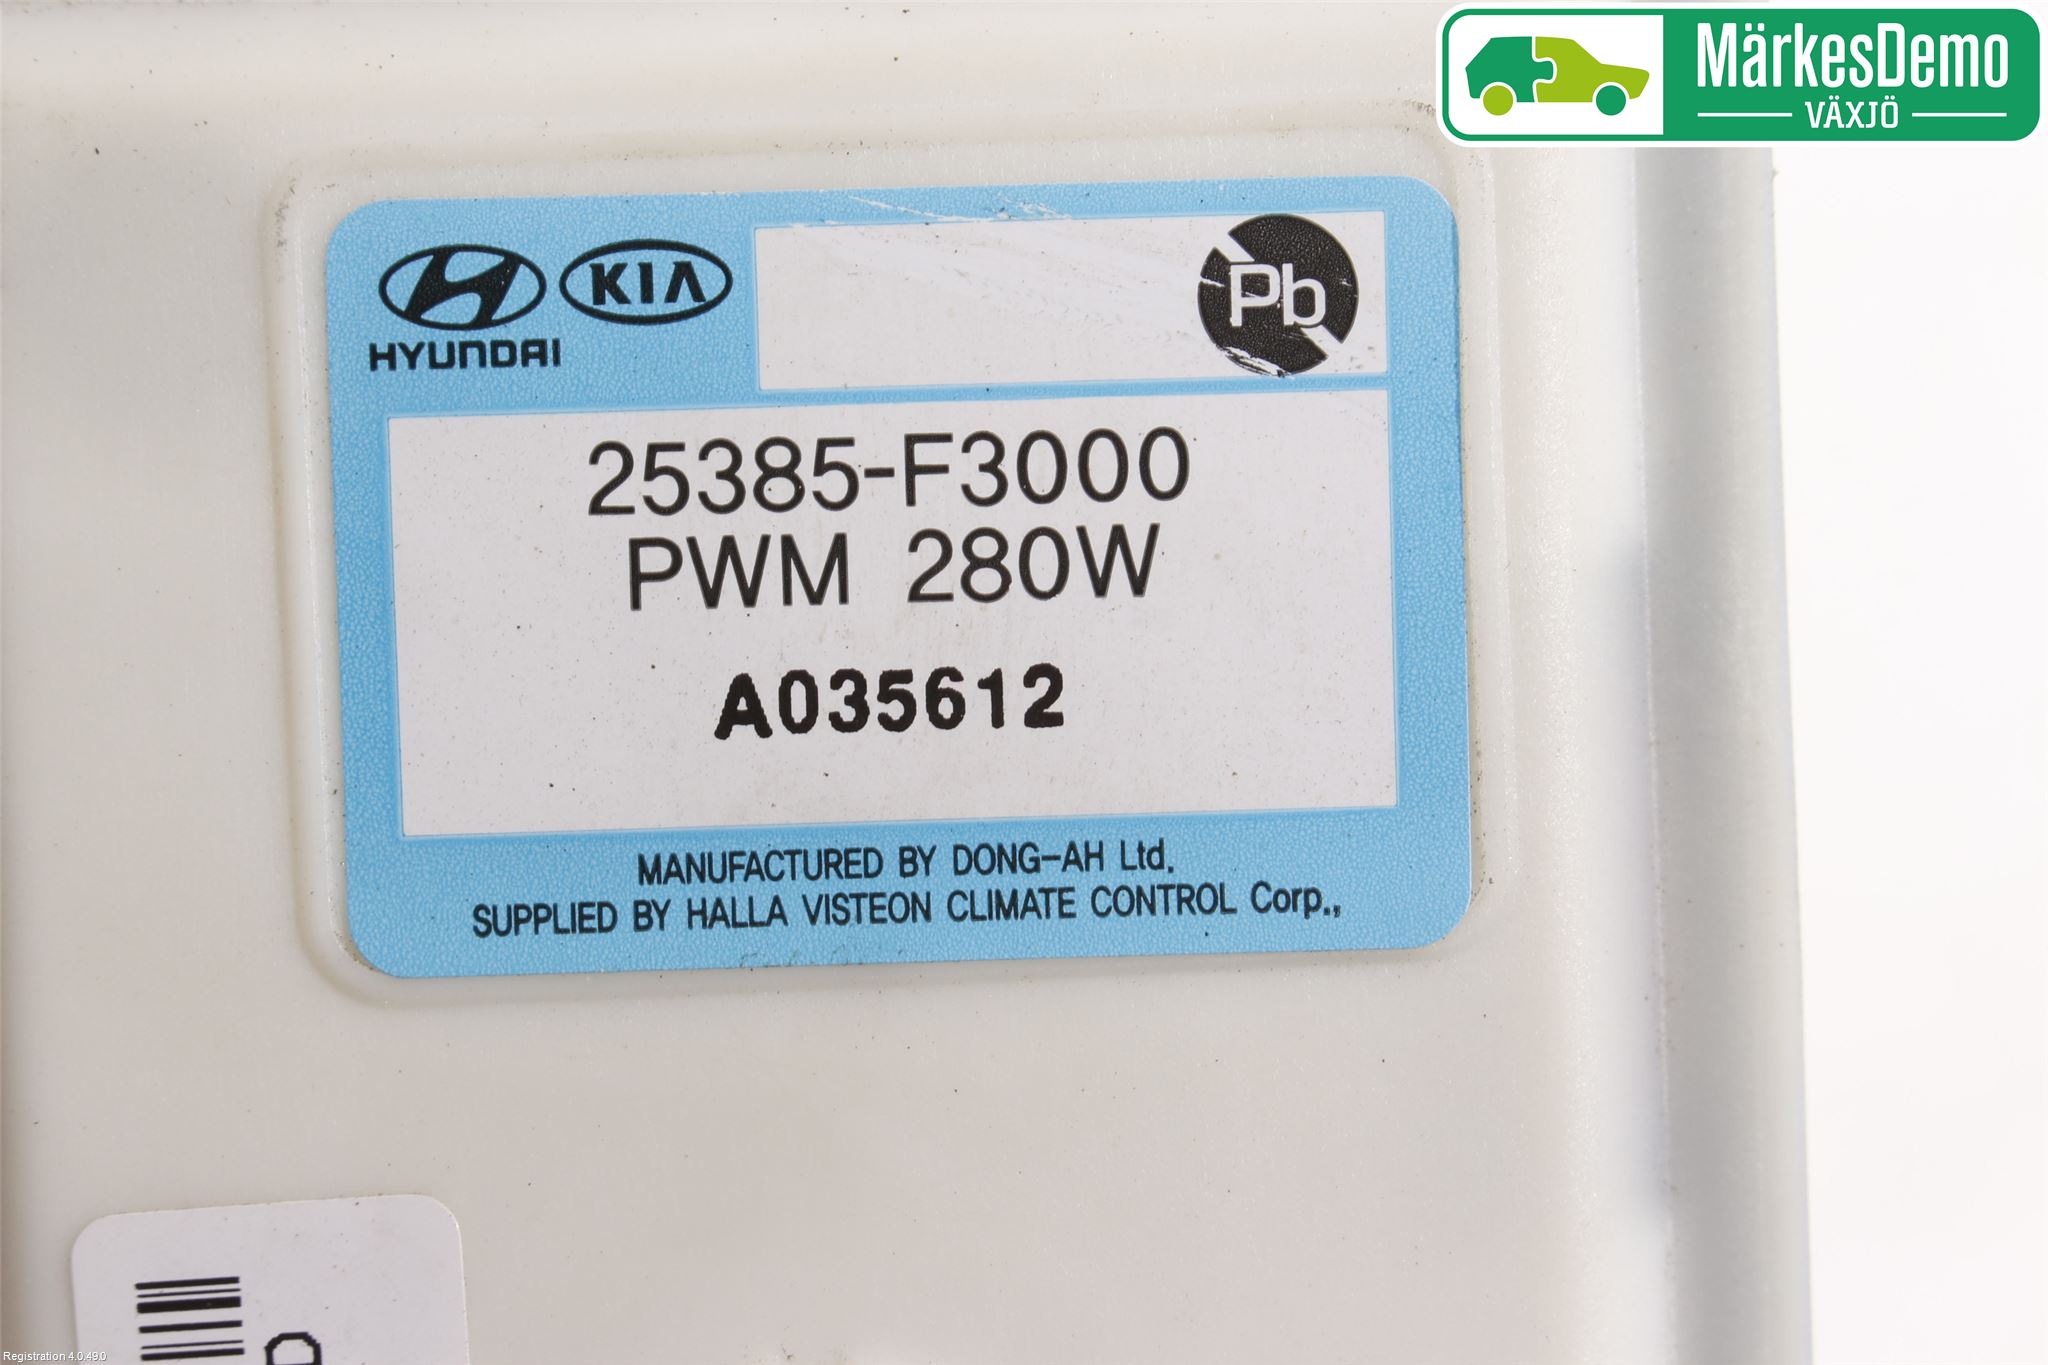 MärkesDemo
VÄXJÖ
KIA
HYUNDAI
Pb
25385-F3000
PWM 280W
A035612
MANUFACTURED BY DONG-AH Ltd.
SUPPLIED BY HALLA VISTEON CLIMATE CONTROL Corp.,
D
Registration 4.0.49.0